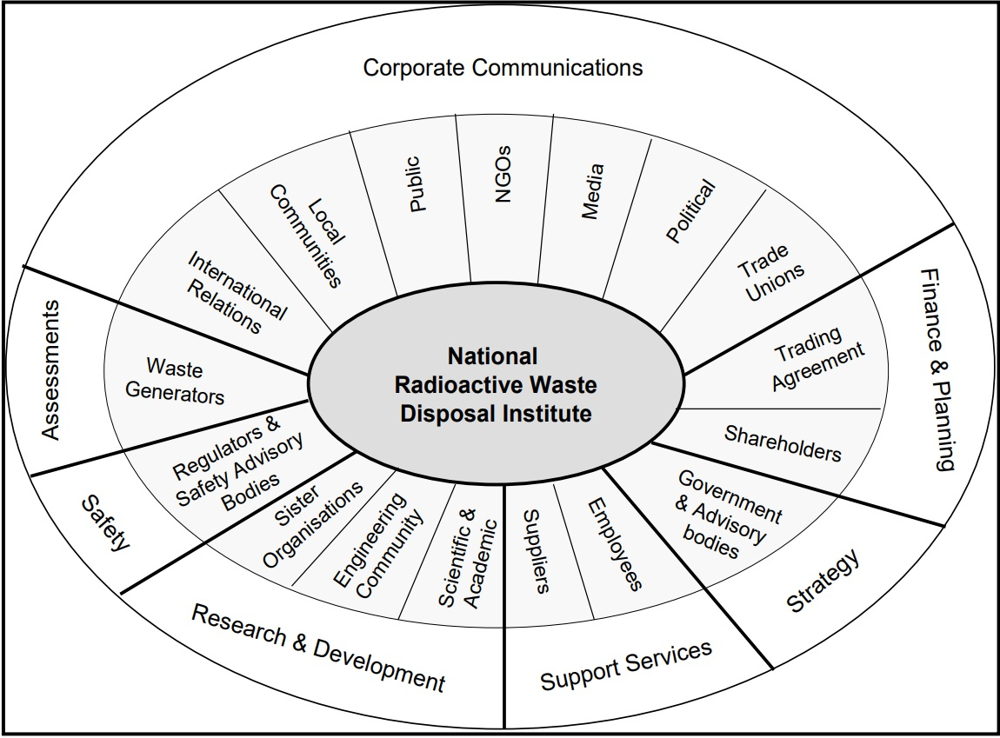 Corporate Communications
International
Relations
Local
Communities
Public
NGOs
Media
Political
Trade
Unions
Finance & Planning
Trading
Agreement
Shareholders
Assessments
Waste
Generators
National
Radioactive Waste
Disposal Institute
Safety
Regulators &
Safety Advisory
Bodies
Sister
Organisations
Engineering
Community
Scientific &
Academic
Suppliers
Employees
Government
& Advisory
bodies
Strategy
Research & Development
Support Services